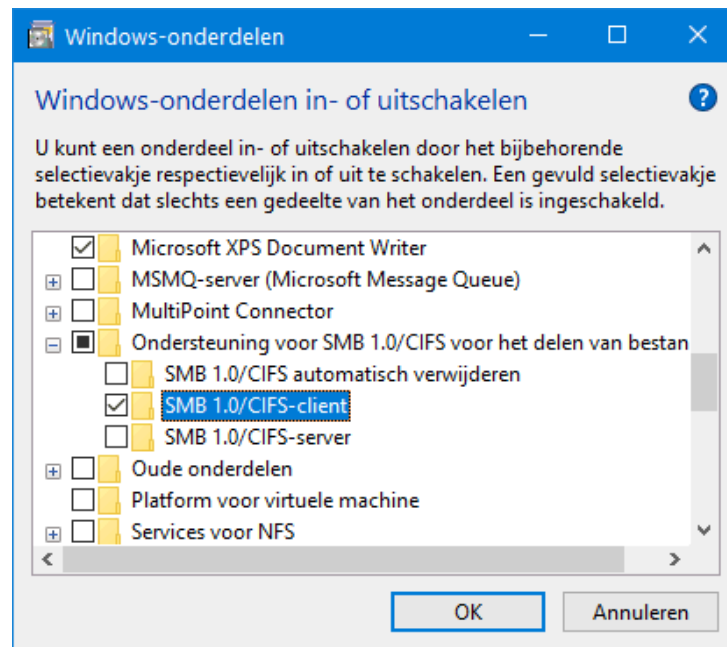 Windows-onderdelen
Windows-onderdelen in- of uitschakelen
?
U kunt een onderdeel in- of uitschakelen door het bijbehorende
selectievakje respectievelijk in of uit te schakelen. Een gevuld selectievakje
betekent dat slechts een gedeelte van het onderdeel is ingeschakeld.
Microsoft XPS Document Writer
MSMQ-server (Microsoft Message Queue)
MultiPoint Connector
Ondersteuning voor SMB 1.0/CIFS voor het delen van bestan
SMB 1.0/CIFS automatisch verwijderen
SMB 1.0/CIFS-client
SMB 1.0/CIFS-server
Oude onderdelen
Platform voor virtuele machine
Services voor NFS
OK Annuleren